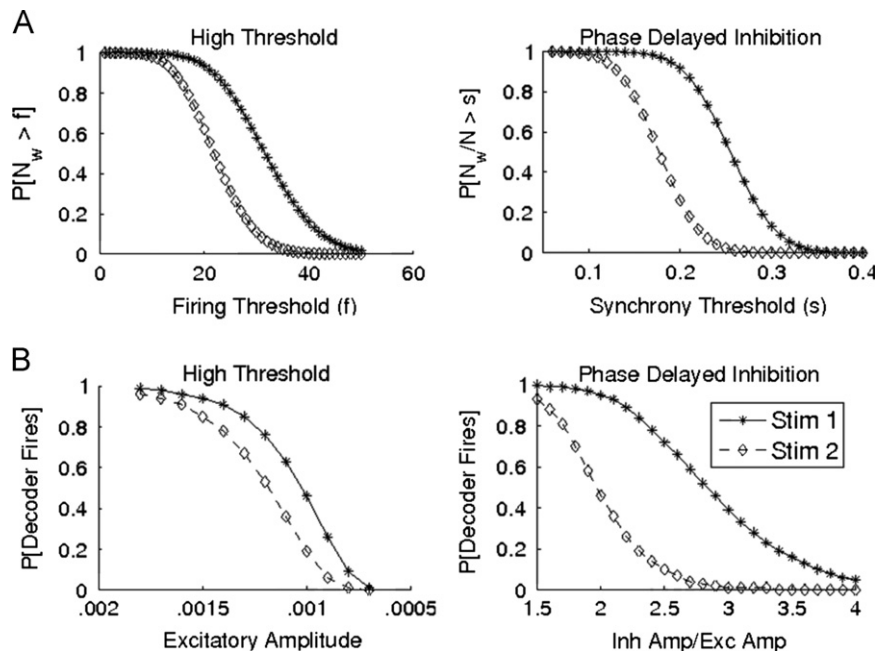 A
High Threshold
P[N_w > f]
1
0.8
0.6
0.4
0.2
0
0 20 40 60
Firing Threshold (f)
Phase Delayed Inhibition
P[N_w/N > s]
1
0.8
0.6
0.4
0.2
0
0.1 0.2 0.3 0.4
Synchrony Threshold (s)
B
High Threshold
P[Decoder Fires]
1
0.8
0.6
0.4
0.2
0
.002 .0015 .001 .0005
Excitatory Amplitude
Phase Delayed Inhibition
P[Decoder Fires]
1
0.8
0.6
0.4
0.2
0
1.5 2 2.5 3 3.5 4
Inh Amp/Exc Amp
Stim 1
Stim 2